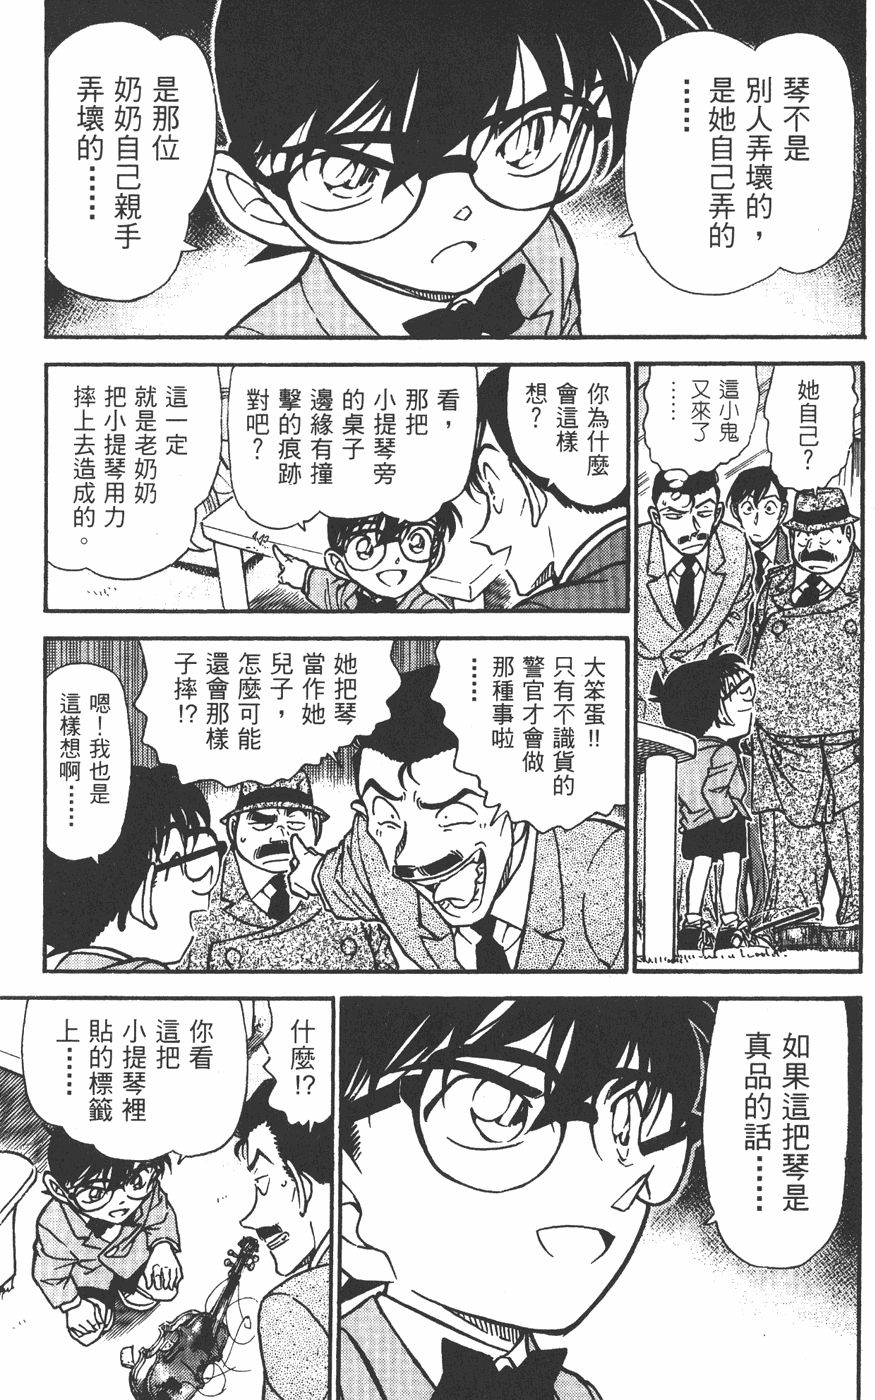 琴不是
別人弄壞的，
是她自己弄的
……
是那位
奶奶自己親手
弄壞的……
她自己？
這小鬼
又來了
……
你為什麼
會這樣
想？
看，
那把
小提琴旁
的桌子
邊緣有撞
擊的痕跡
對吧？
這一定
就是老奶奶
把小提琴用力
摔上去造成的。
大笨蛋!!
只有不識貨的
警官才會做
那種事啦
……
她把琴
當作她
兒子，
怎麼可能
還會那樣
子摔!?
嗯！我也是
這樣想啊……
如果這把琴是
真品的話……
什麼!?
你看
這把
小提琴裡
貼的標籤
上……